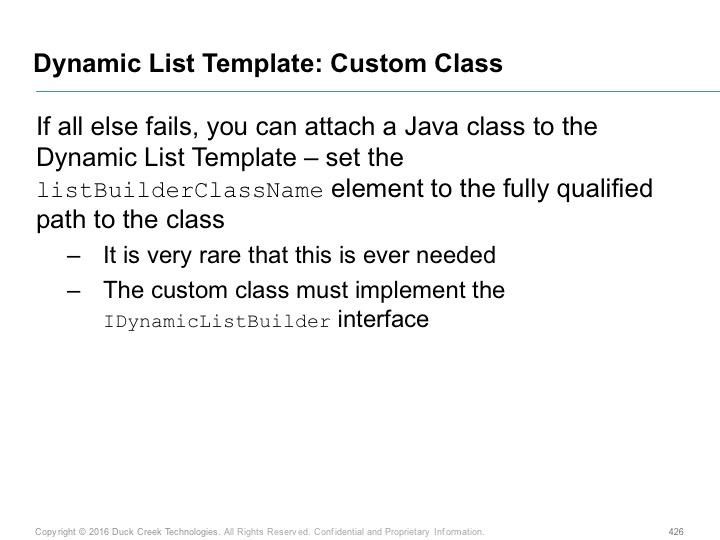 Dynamic List Template: Custom Class
If all else fails, you can attach a Java class to the
Dynamic List Template – set the
listBuilderClassName element to the fully qualified
path to the class
– It is very rare that this is ever needed
– The custom class must implement the
IDynamicListBuilder interface
Copyright © 2016 Duck Creek Technologies. All Rights Reserved. Confidential and Proprietary Information. 426